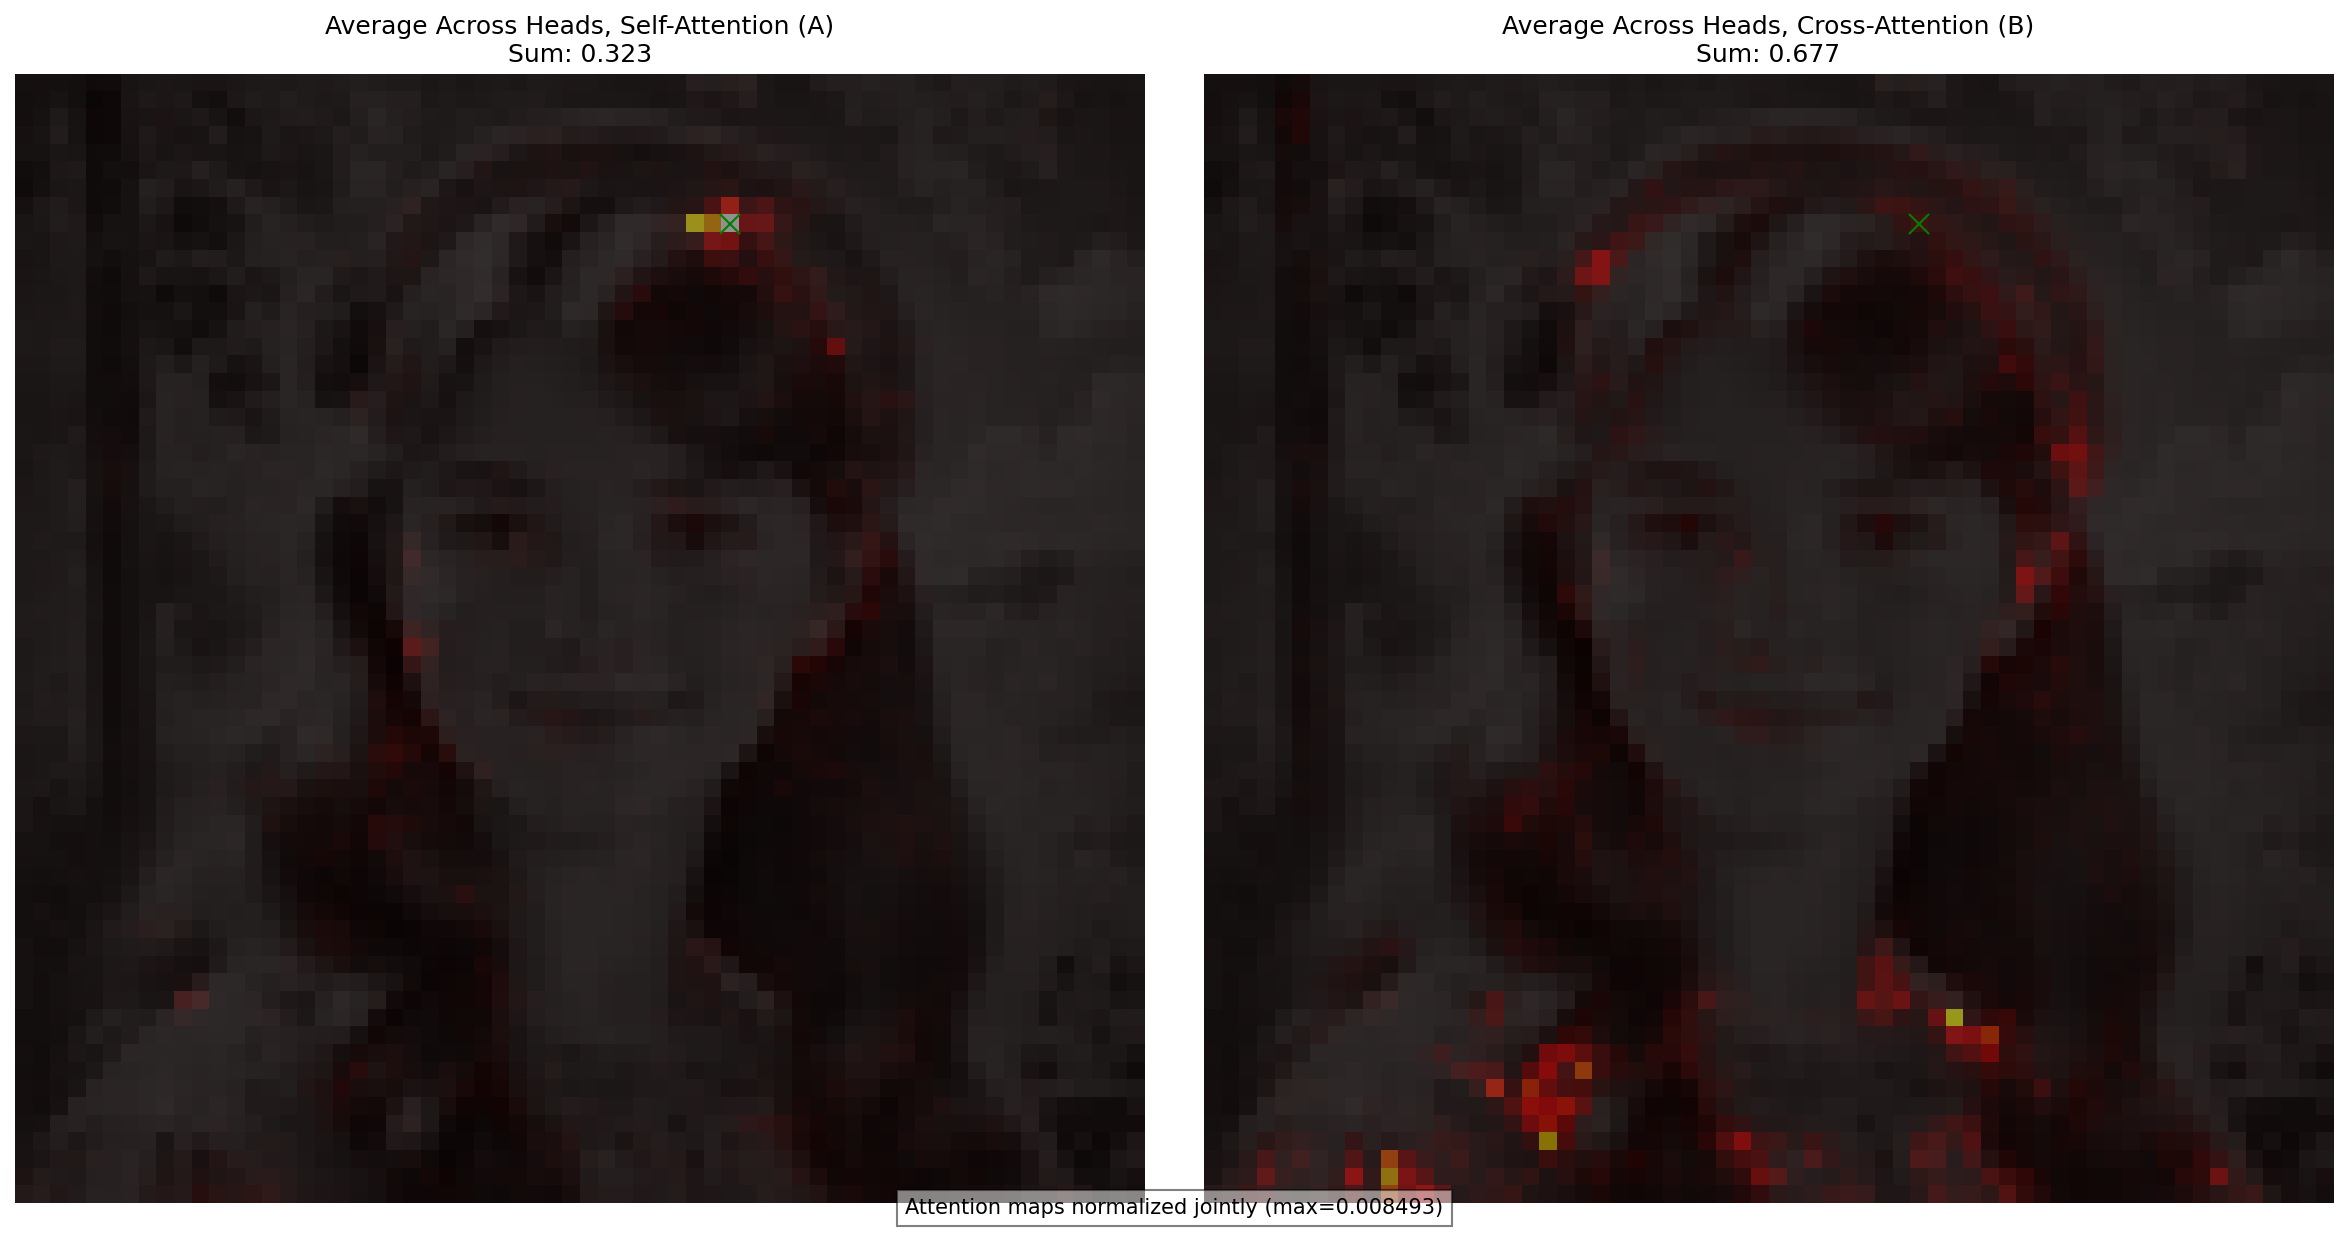 Average Across Heads, Self-Attention (A)
Sum: 0.323
Average Across Heads, Cross-Attention (B)
Sum: 0.677
Attention maps normalized jointly (max=0.008493)